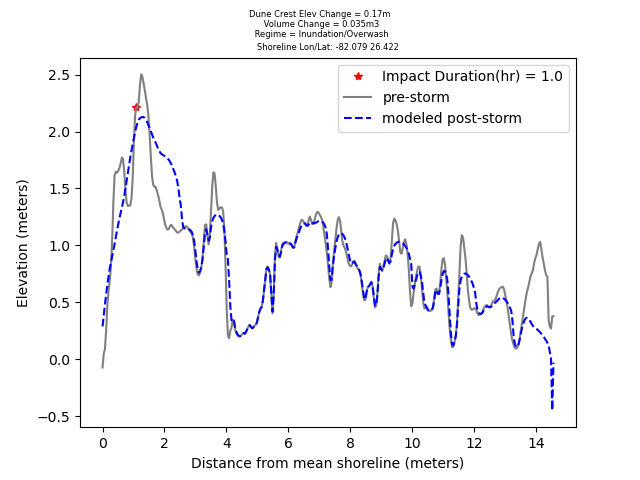 Dune Crest Elev Change = 0.17m
Volume Change = 0.035m3
Regime = Inundation/Overwash
Shoreline Lon/Lat: -82.079 26.422
Impact Duration(hr) = 1.0
pre-storm
modeled post-storm
2.5
2.0
1.5
1.0
0.5
0.0
−0.5
Elevation (meters)
0 2 4 6 8 10 12 14
Distance from mean shoreline (meters)